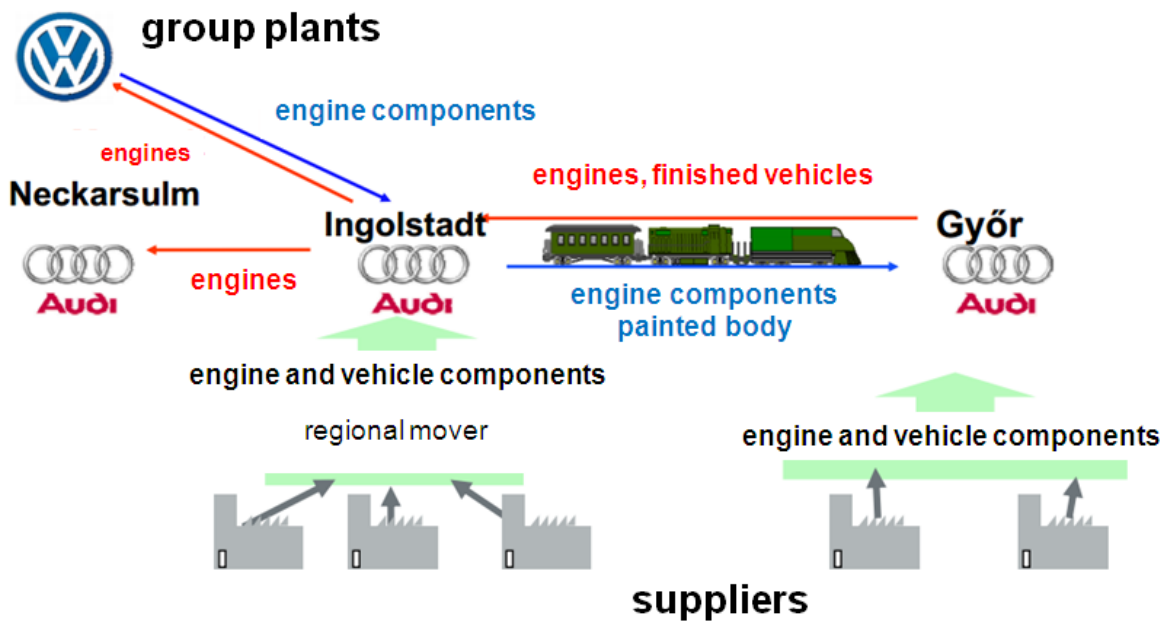 group plants
engine components
engines
engines, finished vehicles
Neckarsulm
Ingolstadt
Győr
engines
Audi
Audi
Audi
engine components
painted body
engine and vehicle components
regional mover
engine and vehicle components
suppliers